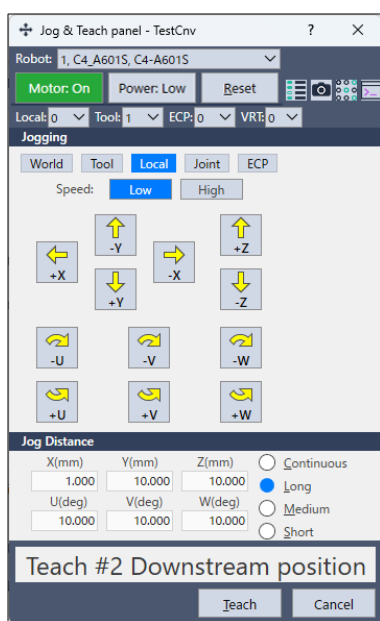 Jog & Teach panel - TestCnv ? ×
Robot: 1, C4_A601S, C4-A601S
Motor: On Power: Low Reset
Local: 0 Tool: 1 ECP: 0 VRT: 0
Jogging
World Tool Local Joint ECP
Speed: Low High
-Y +Z
+X -X
+Y -Z
-U -V -W
+U +V +W
Jog Distance
X(mm) Y(mm) Z(mm) Continuous
1.000 10.000 10.000 Long
U(deg) V(deg) W(deg) Medium
10.000 10.000 10.000 Short
Teach #2 Downstream position
Teach Cancel